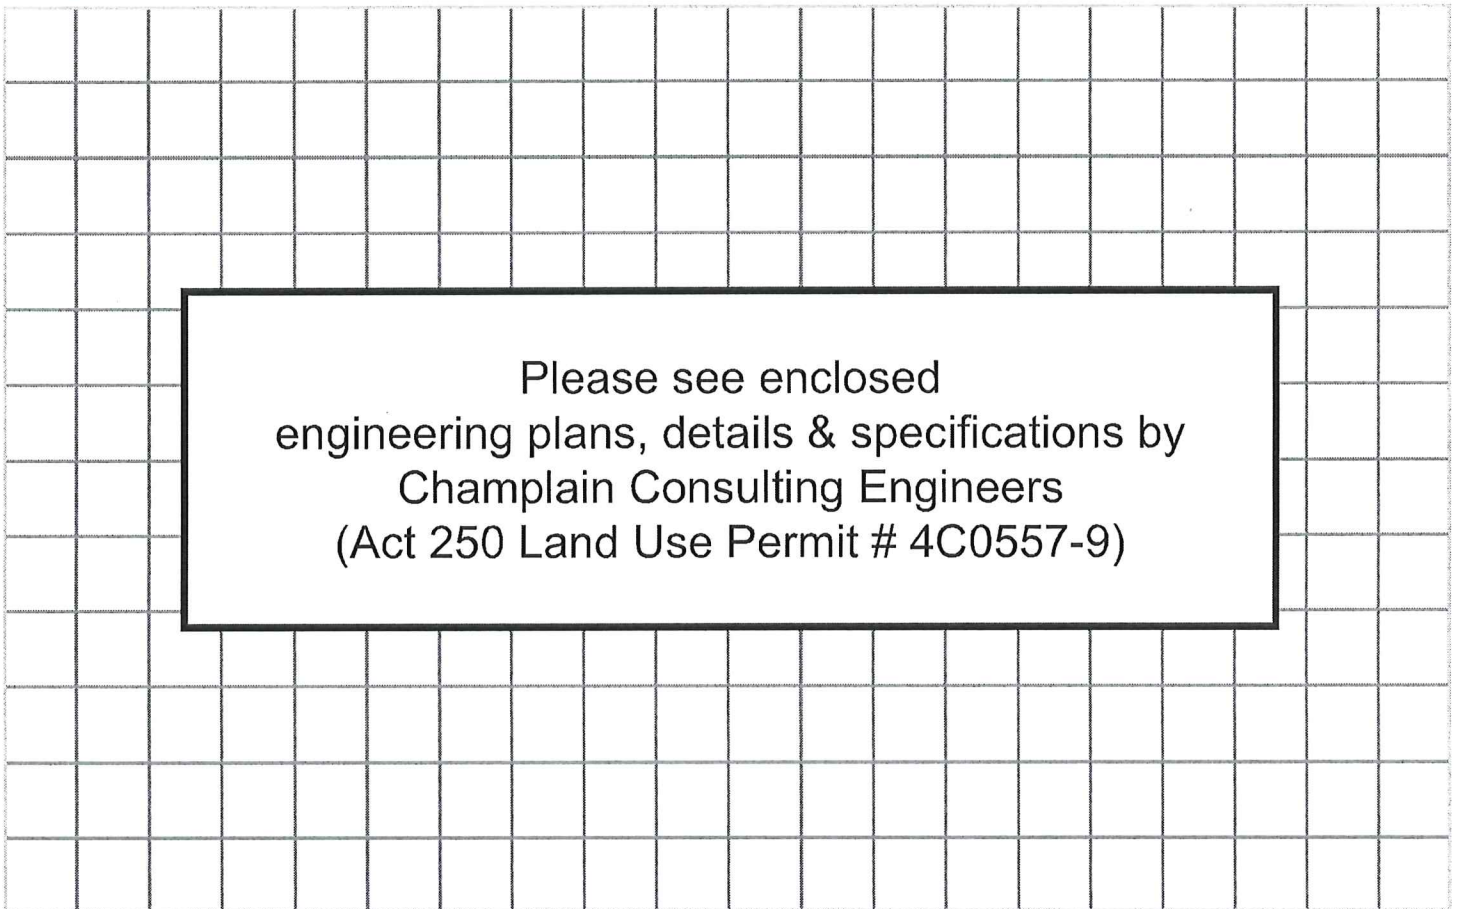 Please see enclosed
engineering plans, details & specifications by
Champlain Consulting Engineers
(Act 250 Land Use Permit # 4C0557-9)